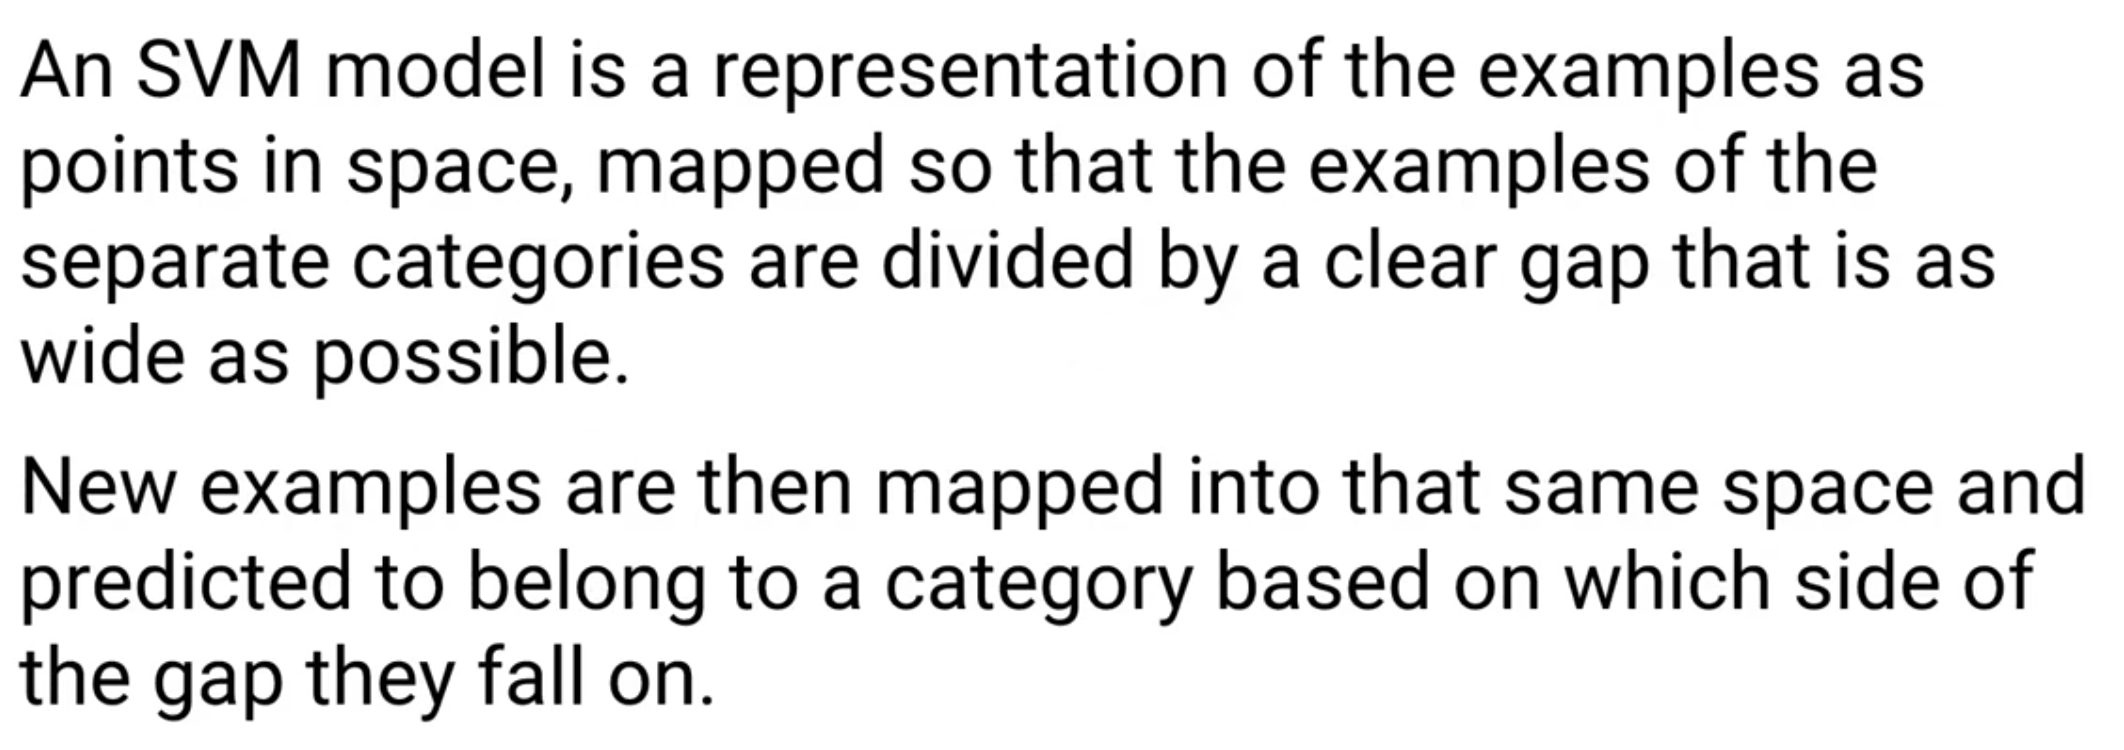 An SVM model is a representation of the examples as
points in space, mapped so that the examples of the
separate categories are divided by a clear gap that is as
wide as possible.
New examples are then mapped into that same space and
predicted to belong to a category based on which side of
the gap they fall on.